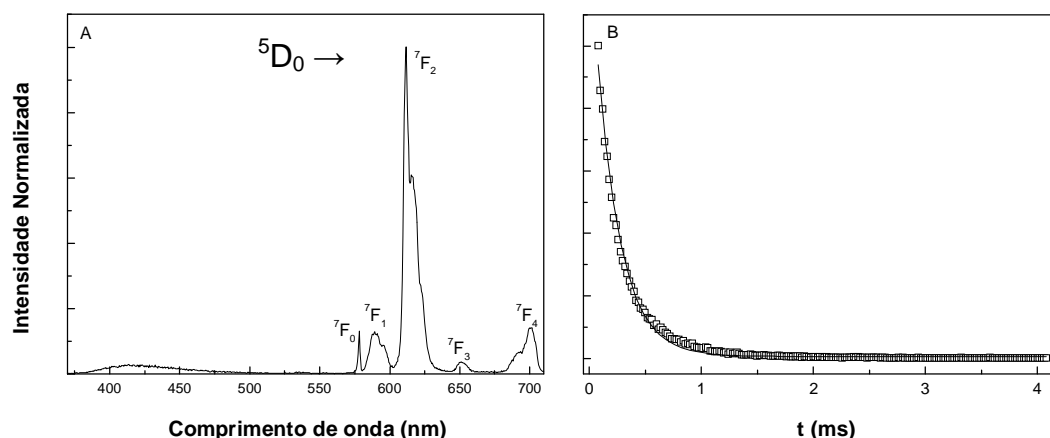 A
⁵D₀ →
⁷F₂
⁷F₀
⁷F₁
⁷F₃
⁷F₄
400 450 500 550 600 650 700
Comprimento de onda (nm)
Intensidade Normalizada
B
0 1 2 3 4
t (ms)